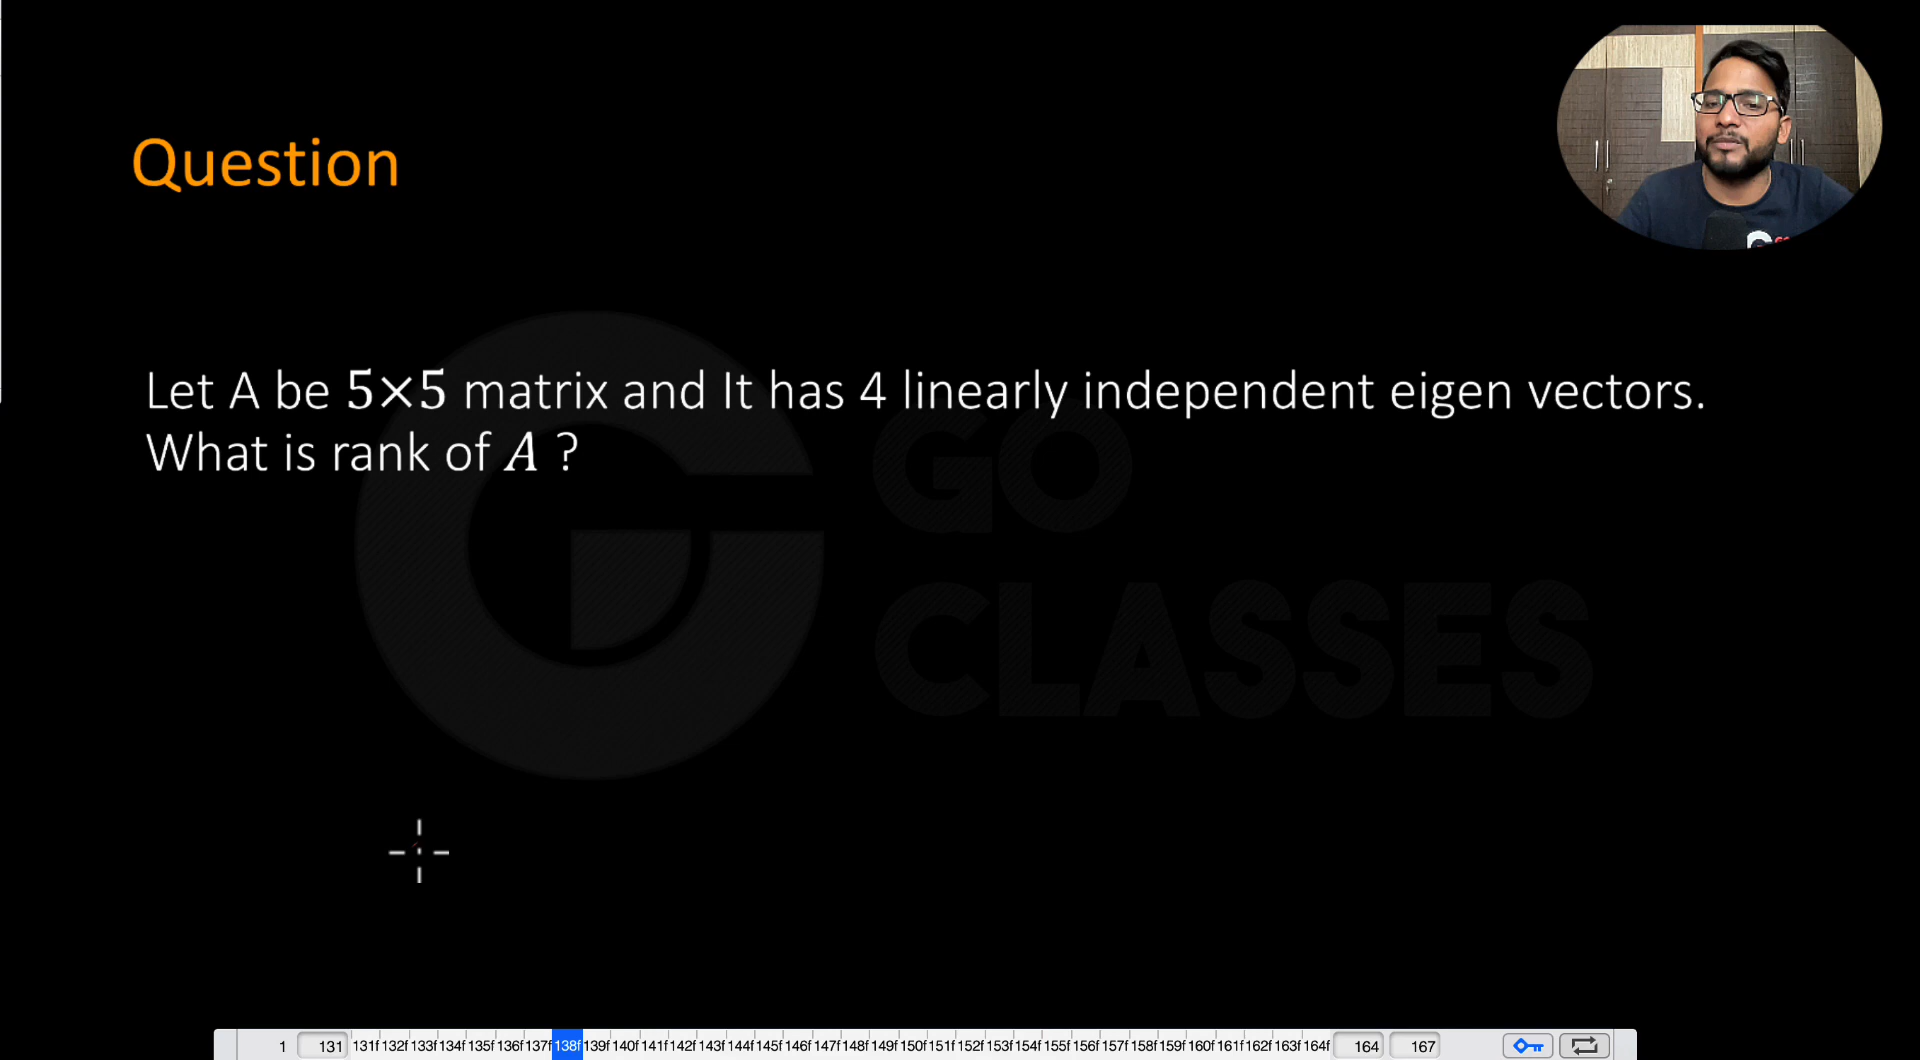 Question
Let A be 5×5 matrix and It has 4 linearly independent eigen vectors.
What is rank of A ?
GO
CLASSES
1 131 131f 132f 133f 134f 135f 136f 137f 138f 139f 140f 141f 142f 143f 144f 145f 146f 147f 148f 149f 150f 151f 152f 153f 154f 155f 156f 157f 158f 159f 160f 161f 162f 163f 164f 164 167